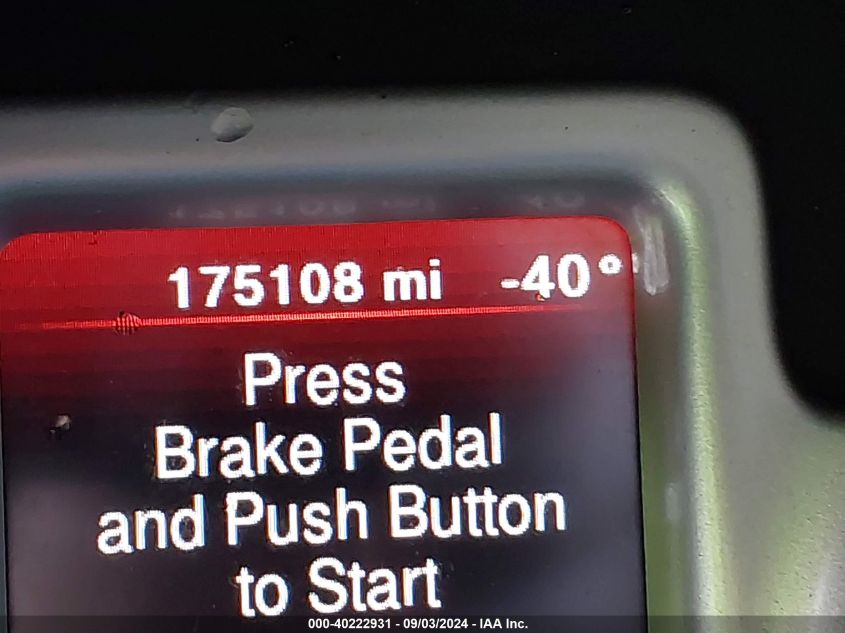 175108 mi -40°
Press
Brake Pedal
and Push Button
to Start
000-40222931 - 09/03/2024 - IAA Inc.